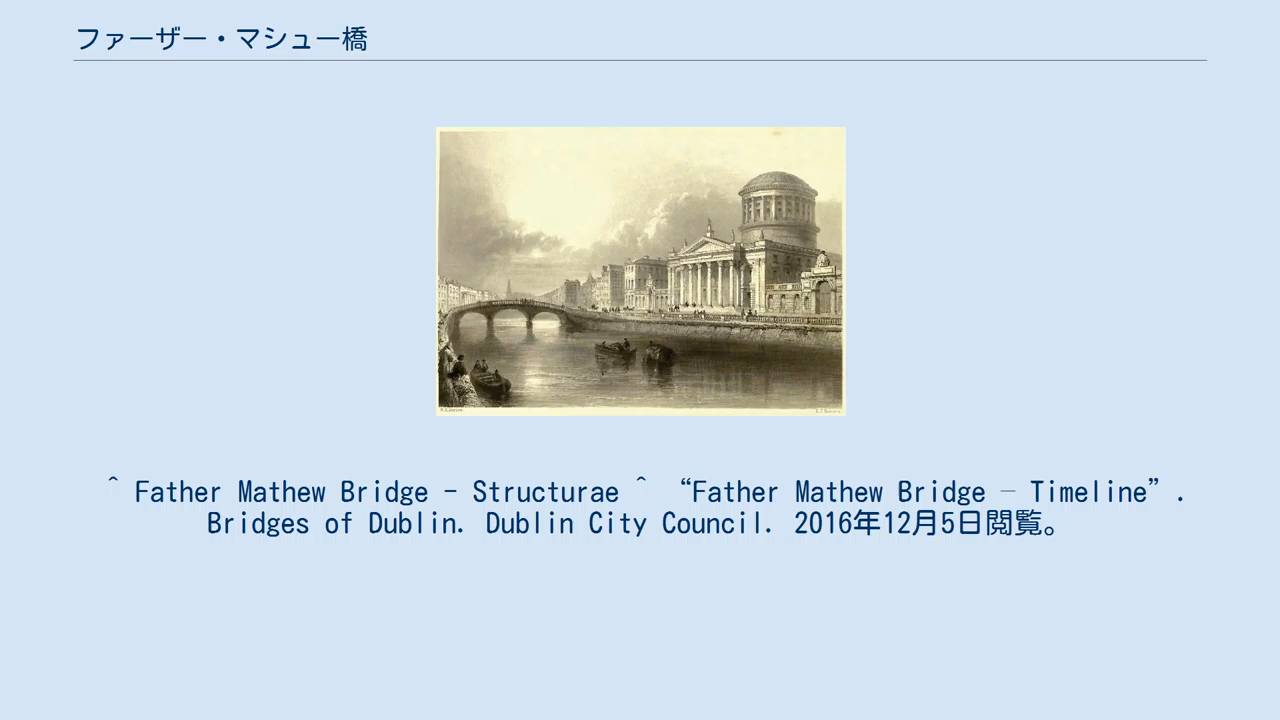 ファーザー・マシュー橋
^ Father Mathew Bridge - Structurae ^ “Father Mathew Bridge – Timeline”.
Bridges of Dublin. Dublin City Council. 2016年12月5日閲覧。